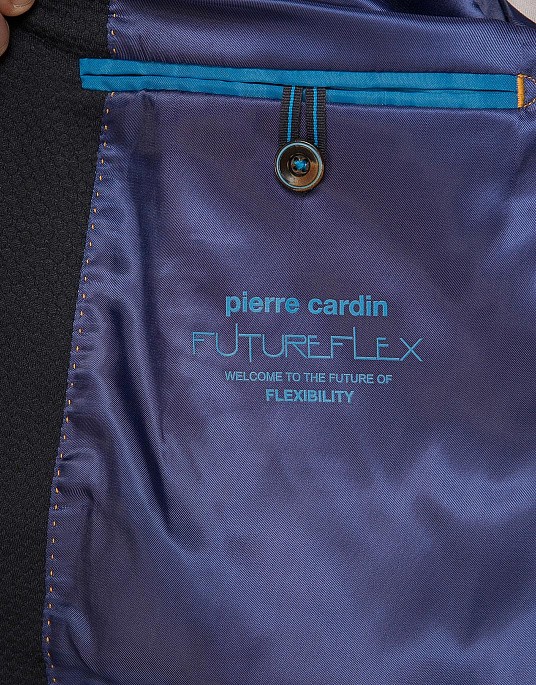 pierre cardin
FUTUREFLEX
WELCOME TO THE FUTURE OF
FLEXIBILITY